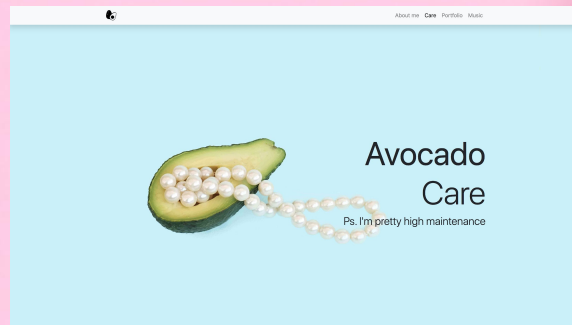 About me Care Portfolio Music
Avocado
Care
Ps. I'm pretty high maintenance